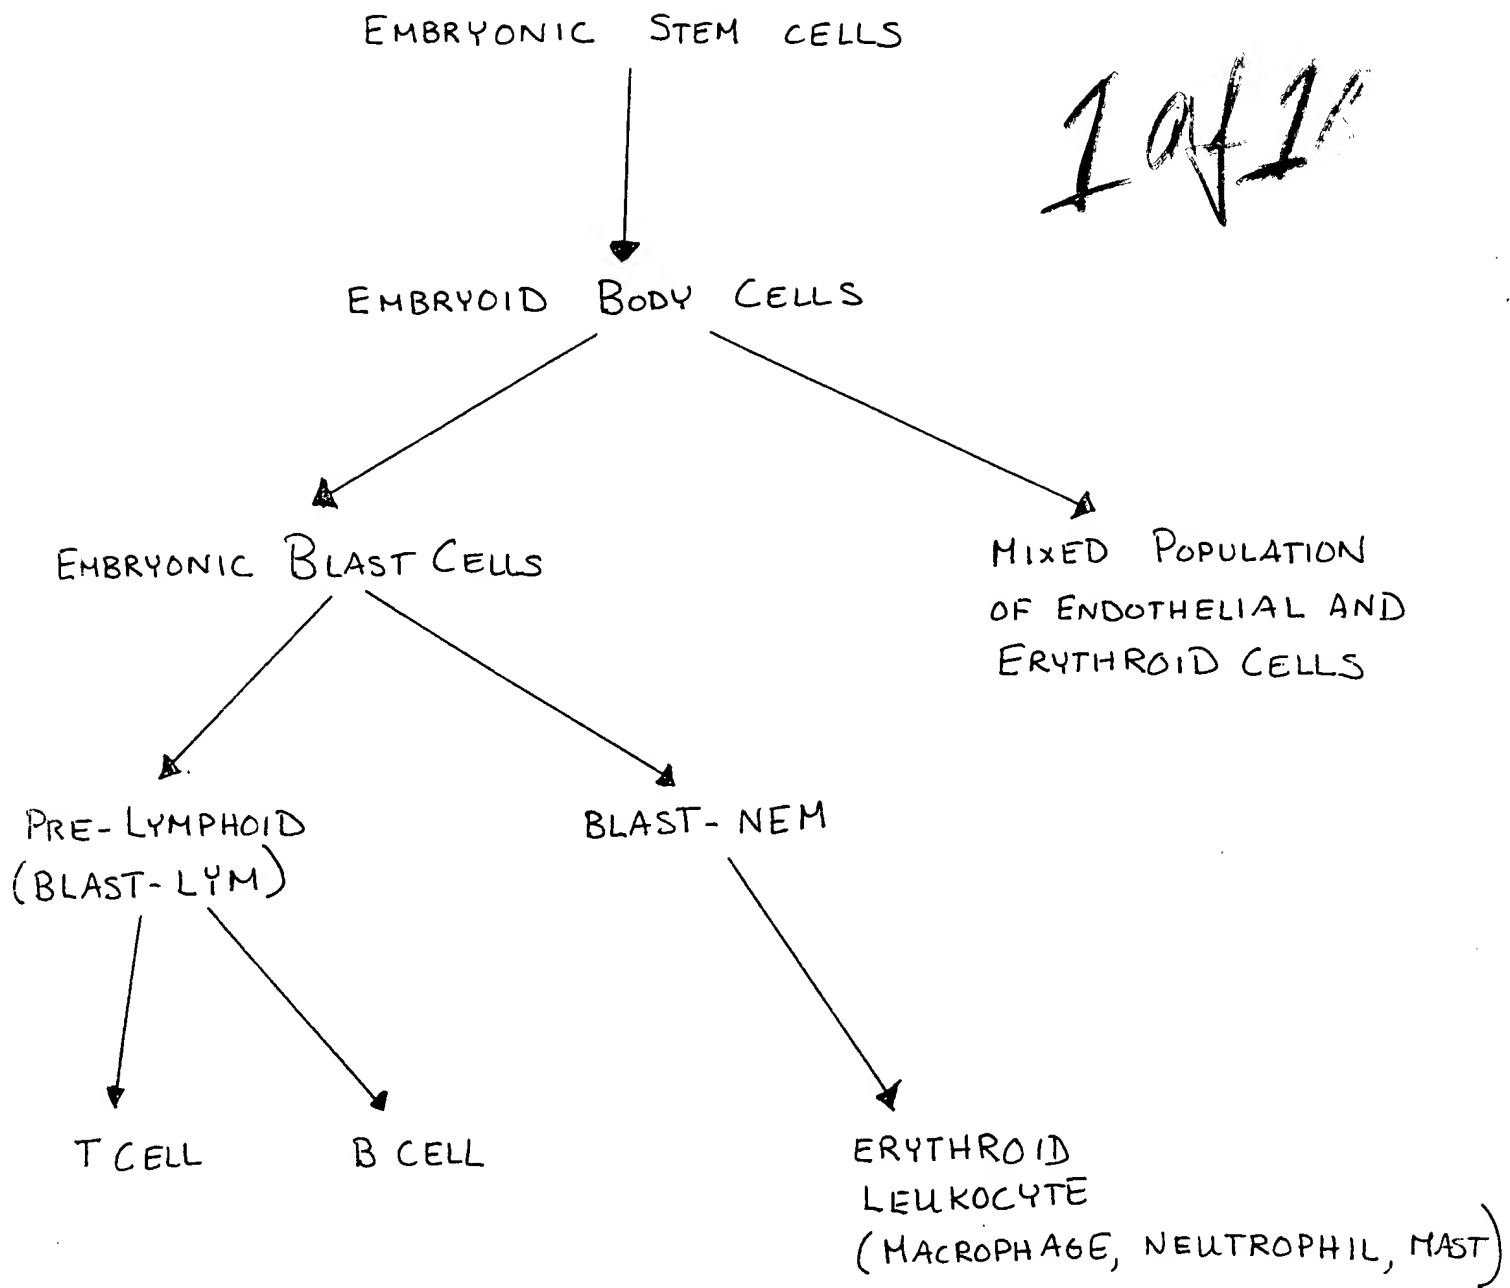 EMBRYONIC STEM CELLS
1 of
EMBRYOID BODY CELLS
EMBRYONIC BLAST CELLS
MIXED POPULATION
OF ENDOTHELIAL AND
ERYTHROID CELLS
PRE-LYMPHOID
(BLAST-LYM)
BLAST-NEM
T CELL
B CELL
ERYTHROID
LEUKOCYTE
(MACROPHAGE, NEUTROPHIL, MAST)